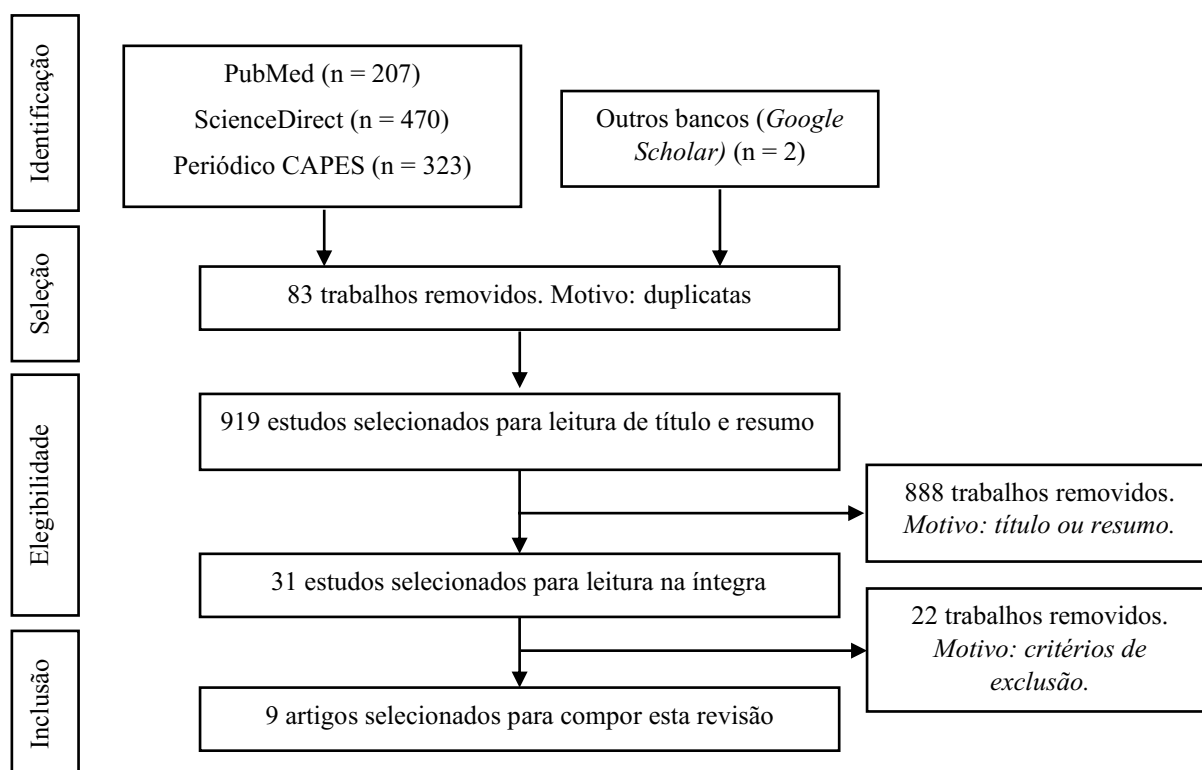 Identificação
PubMed (n = 207)
ScienceDirect (n = 470)
Periódico CAPES (n = 323)
Outros bancos (Google
Scholar) (n = 2)
Seleção
83 trabalhos removidos. Motivo: duplicatas
Elegibilidade
919 estudos selecionados para leitura de título e resumo
888 trabalhos removidos.
Motivo: título ou resumo.
31 estudos selecionados para leitura na íntegra
22 trabalhos removidos.
Motivo: critérios de
exclusão.
Inclusão
9 artigos selecionados para compor esta revisão